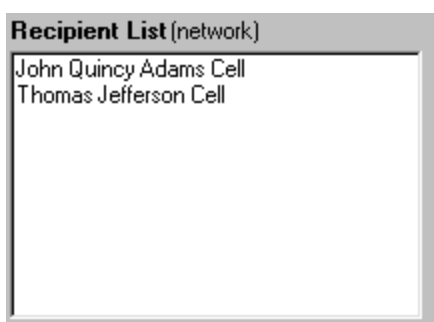 Recipient List (network)
John Quincy Adams Cell
Thomas Jefferson Cell